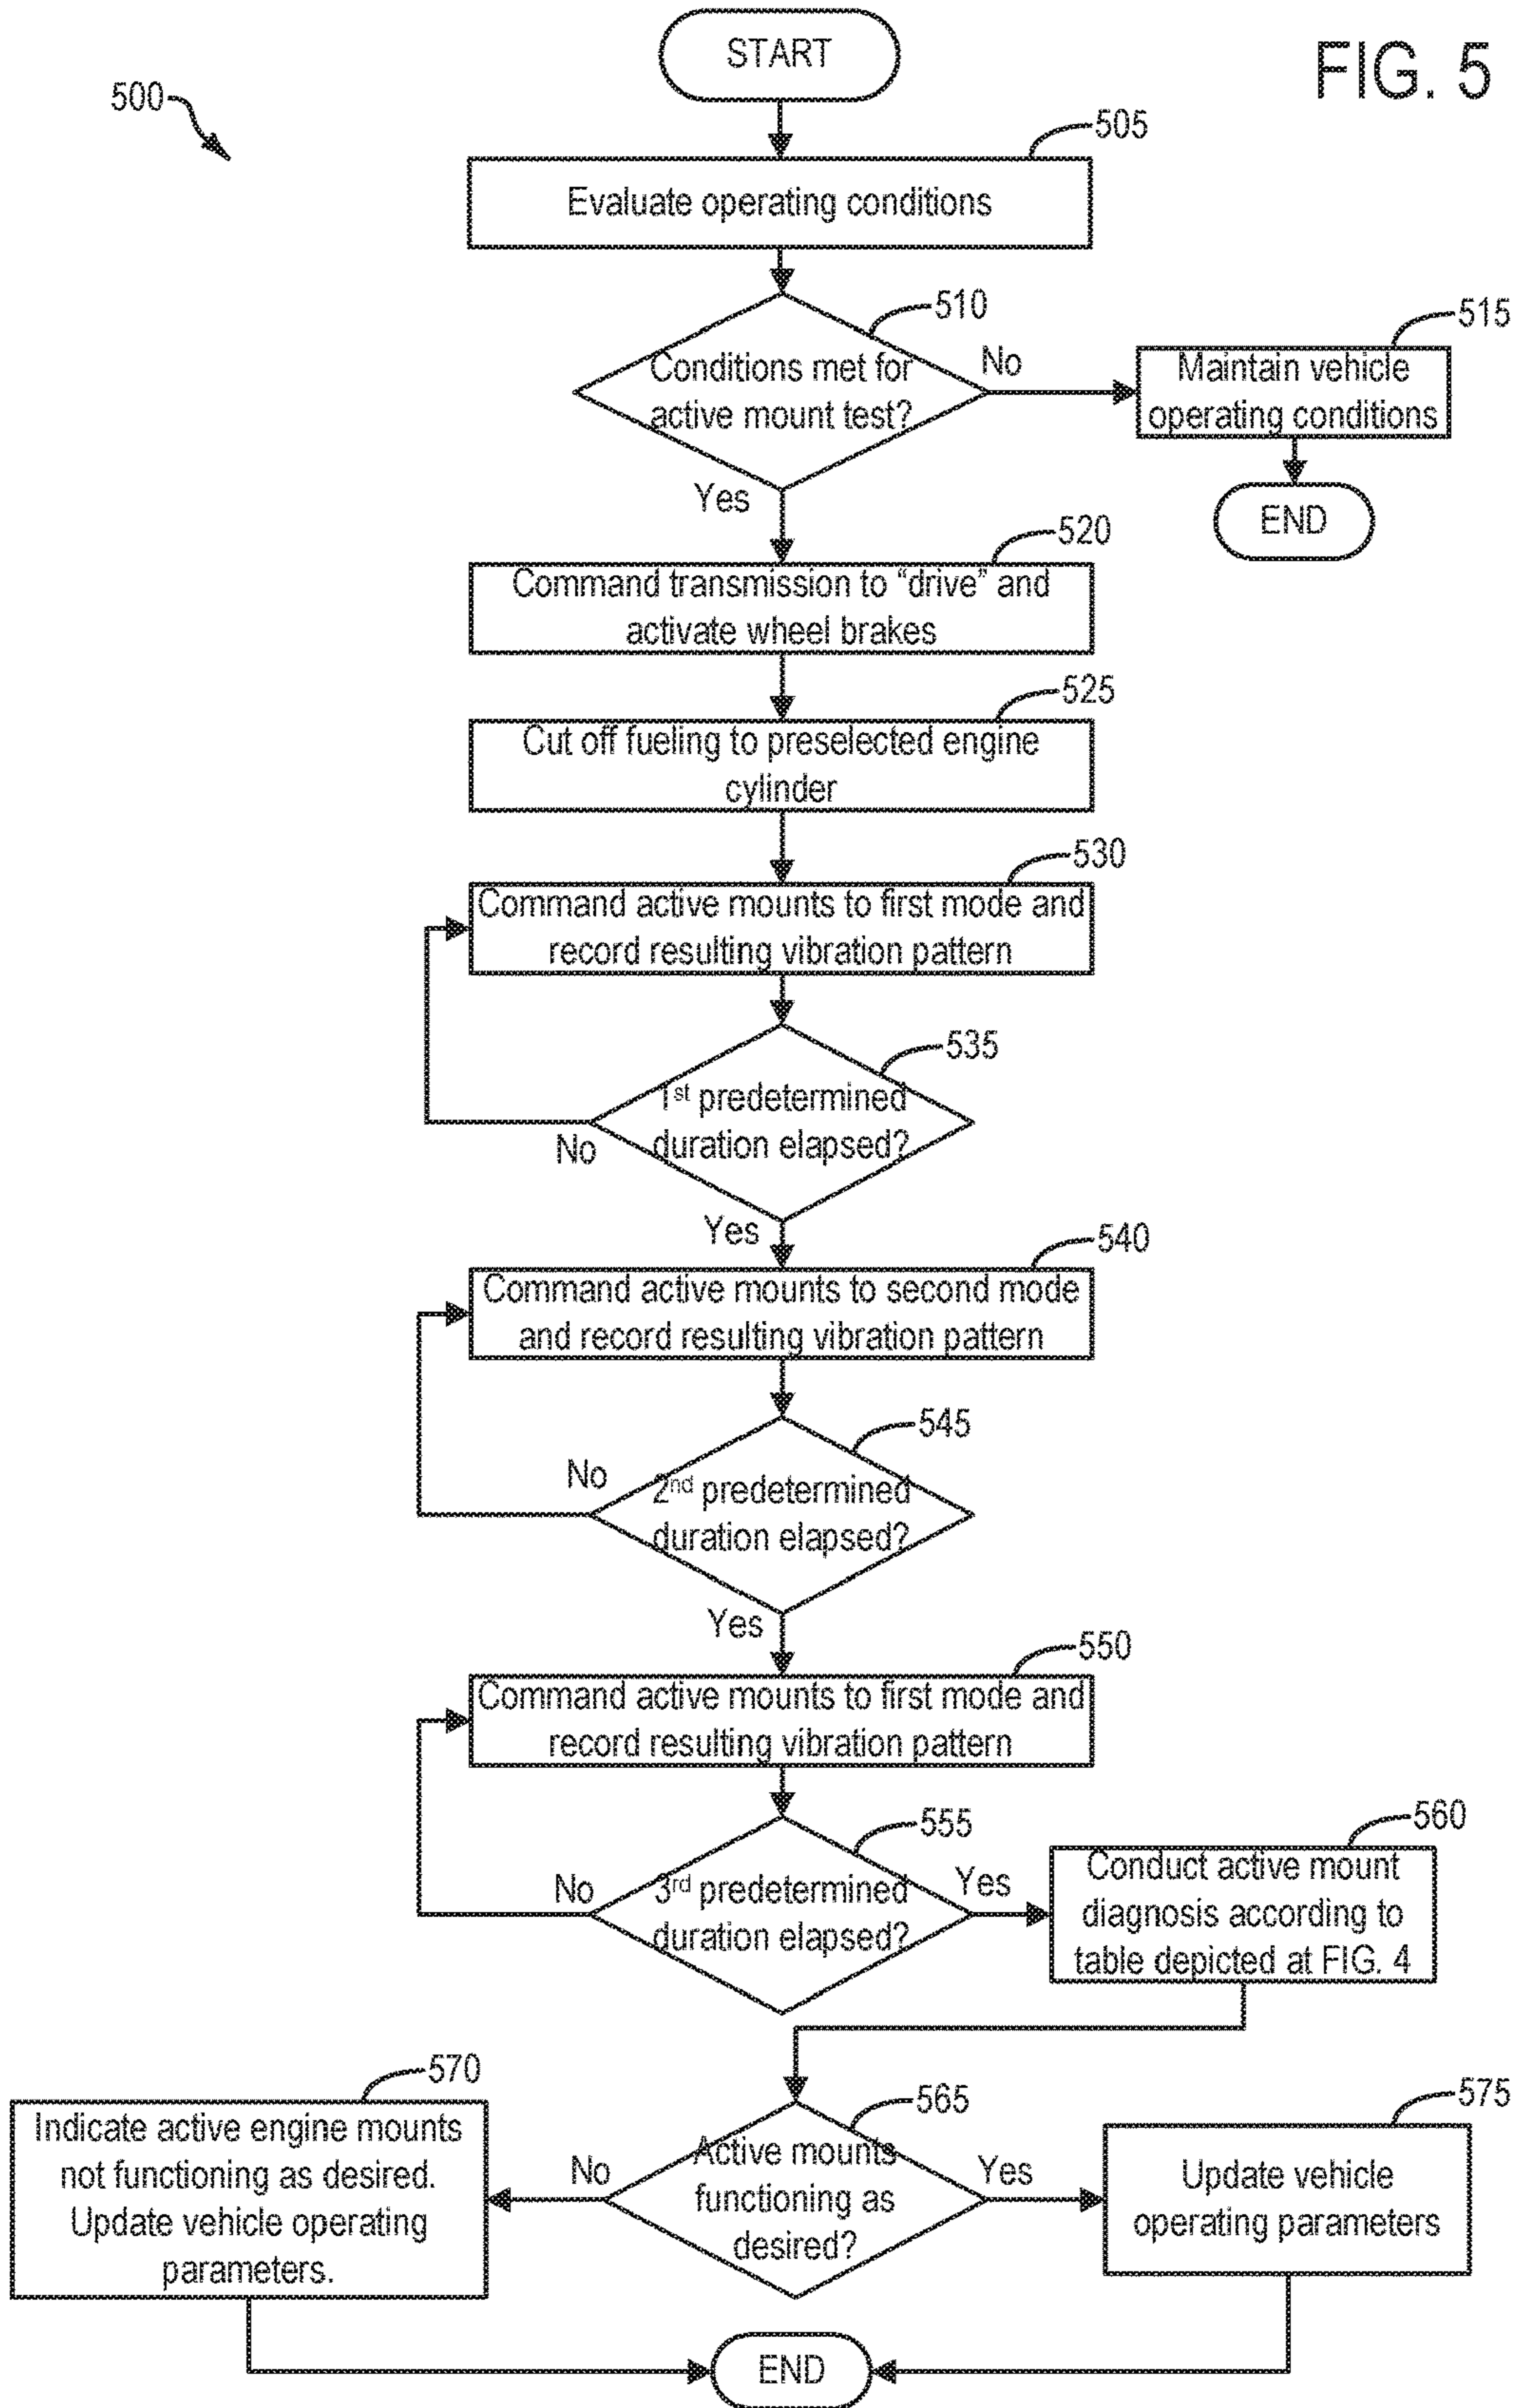 FIG. 5
500
START
505
Evaluate operating conditions
510
Conditions met for
active mount test?
No
515
Maintain vehicle
operating conditions
END
Yes
520
Command transmission to “drive” and
activate wheel brakes
525
Cut off fueling to preselected engine
cylinder
530
Command active mounts to first mode and
record resulting vibration pattern
535
1st predetermined
duration elapsed?
No
Yes
540
Command active mounts to second mode
and record resulting vibration pattern
545
No
2nd predetermined
duration elapsed?
Yes
550
Command active mounts to first mode and
record resulting vibration pattern
555
No
3rd predetermined
duration elapsed?
Yes
560
Conduct active mount
diagnosis according to
table depicted at FIG. 4
565
Active mounts
functioning as
desired?
No
570
Indicate active engine mounts
not functioning as desired.
Update vehicle operating
parameters.
Yes
575
Update vehicle
operating parameters
END